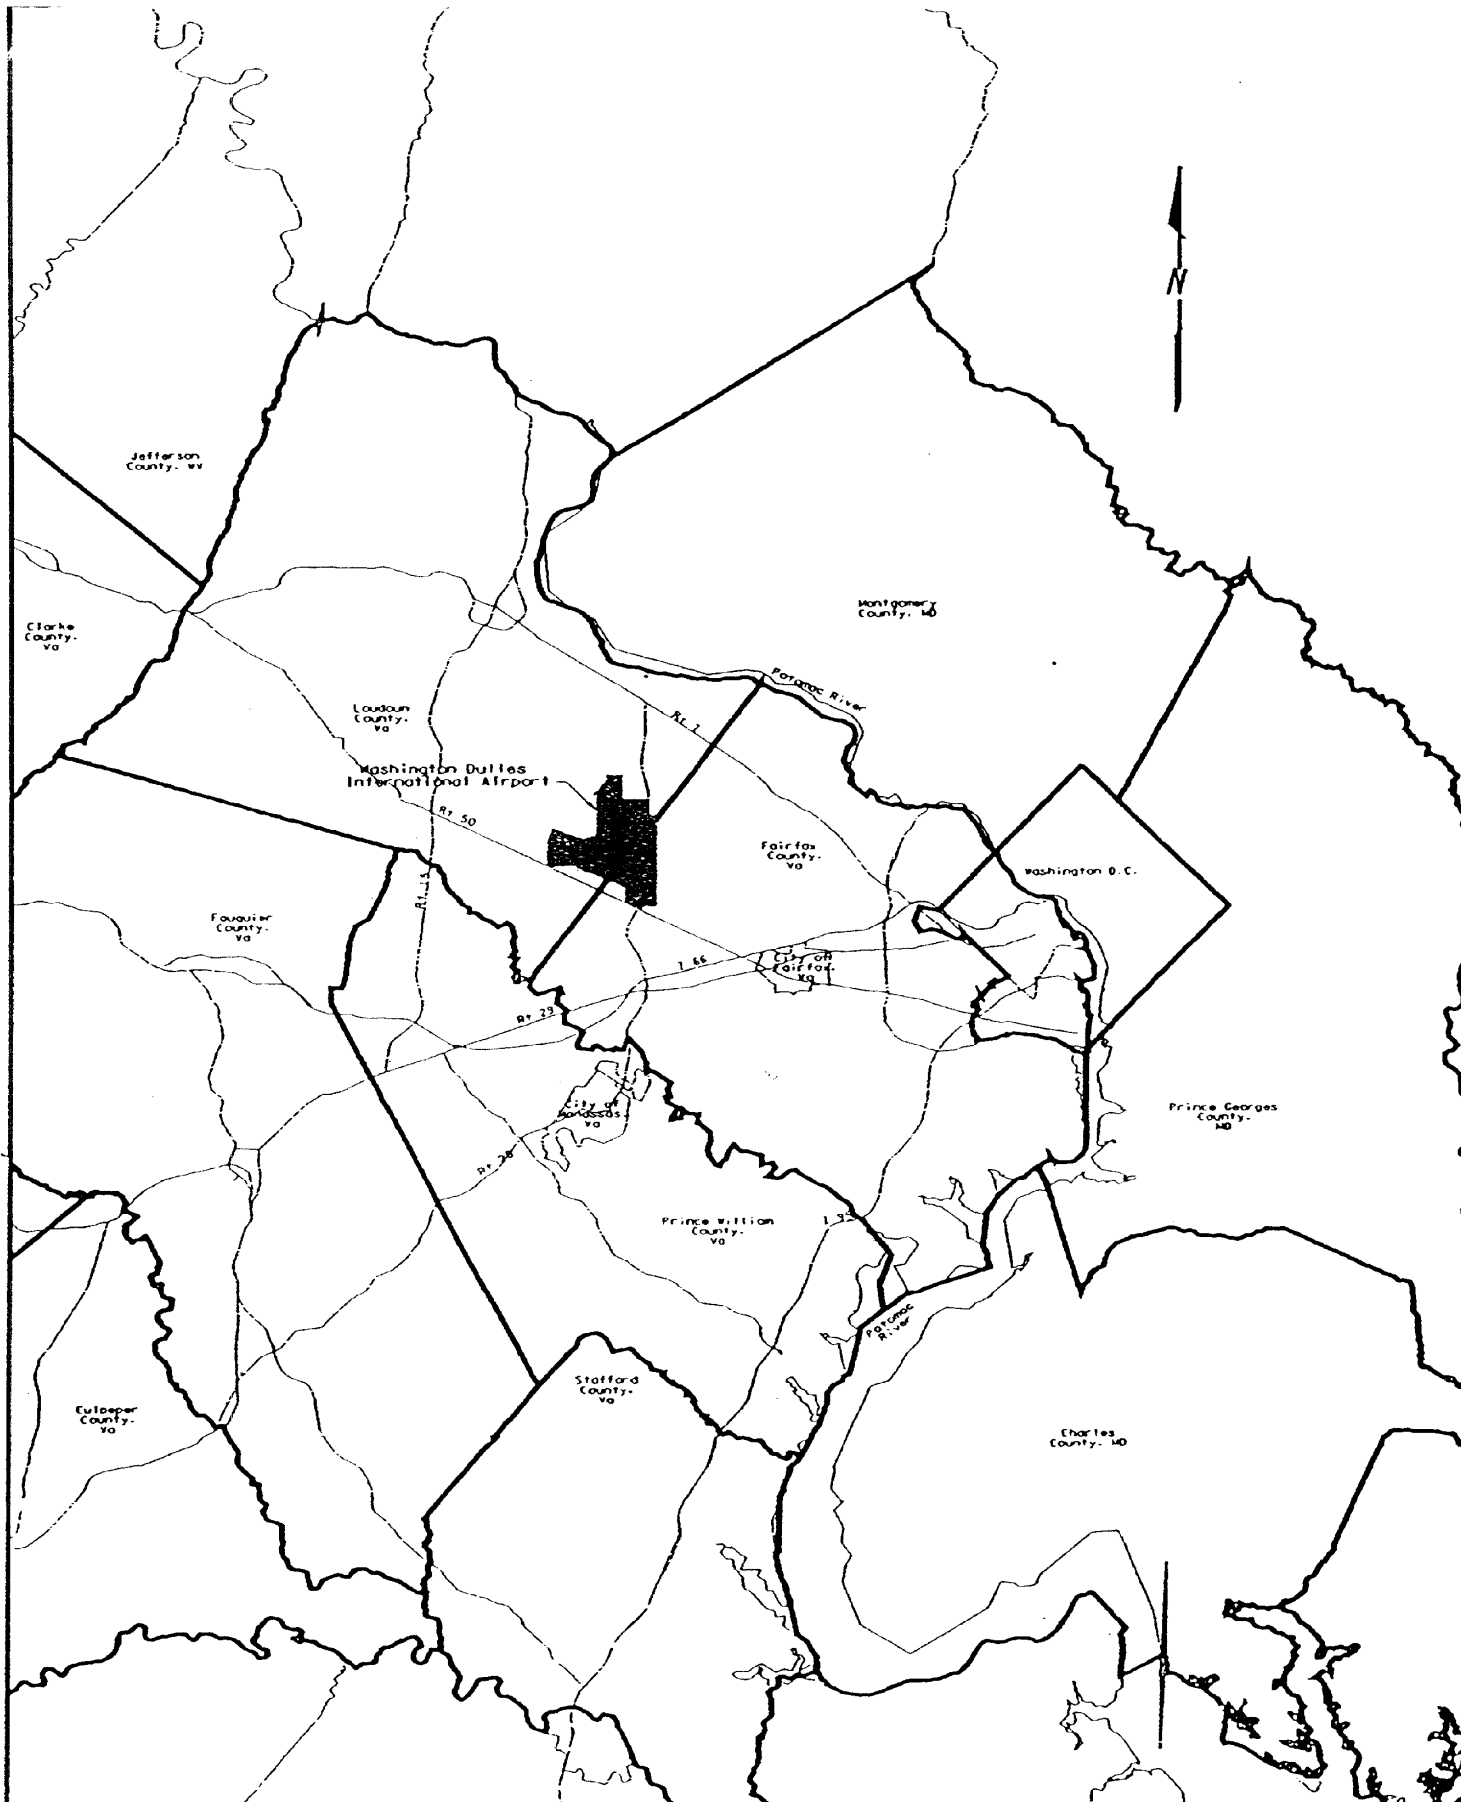 N
Jefferson
County. WV
Montgomery
County, MD
Clarke
County.
Va
Potomac River
Loudoun
County.
Va
Rt 7
Washington Dulles
International Airport
Rt 50
Fairfax
County.
Va
Washington D.C.
Rt 15
Fauquier
County.
Va
I 66
City of
Fairfax.
Va
Rt 29
City of
Manassas.
Va
Prince Georges
County.
MD
Rt 28
Prince William
County.
Va
I 95
Potomac
River
Stafford
County.
Va
Culpeper
County.
Va
Charles
County. MD